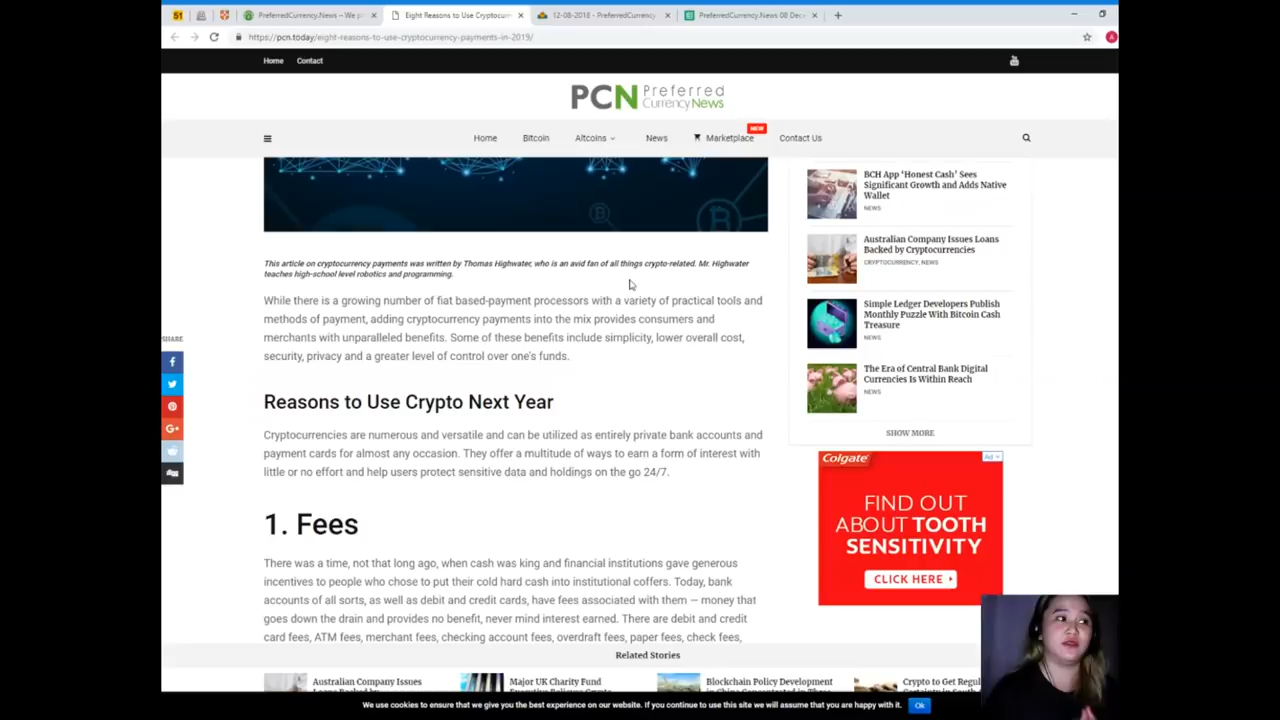 51
PreferredCurrency.News – We p
Eight Reasons to Use Cryptocurr
12-08-2018 - PreferredCurrency
PreferredCurrency.News 08 Dec
https://pcn.today/eight-reasons-to-use-cryptocurrency-payments-in-2019/
A
Home
Contact
PCN Preferred
CurrencyNews
NEW
Home
Bitcoin
Altcoins
News
Marketplace
Contact Us
This article on cryptocurrency payments was written by Thomas Highwater, who is an avid fan of all things crypto-related. Mr. Highwater
teaches high-school level robotics and programming.
While there is a growing number of fiat based-payment processors with a variety of practical tools and
methods of payment, adding cryptocurrency payments into the mix provides consumers and
merchants with unparalleled benefits. Some of these benefits include simplicity, lower overall cost,
security, privacy and a greater level of control over one's funds.
SHARE
Reasons to Use Crypto Next Year
Cryptocurrencies are numerous and versatile and can be utilized as entirely private bank accounts and
payment cards for almost any occasion. They offer a multitude of ways to earn a form of interest with
little or no effort and help users protect sensitive data and holdings on the go 24/7.
1. Fees
There was a time, not that long ago, when cash was king and financial institutions gave generous
incentives to people who chose to put their cold hard cash into institutional coffers. Today, bank
accounts of all sorts, as well as debit and credit cards, have fees associated with them — money that
goes down the drain and provides no benefit, never mind interest earned. There are debit and credit
card fees, ATM fees, merchant fees, checking account fees, overdraft fees, paper fees, check fees,
BCH App ‘Honest Cash’ Sees
Significant Growth and Adds Native
Wallet
NEWS
Australian Company Issues Loans
Backed by Cryptocurrencies
CRYPTOCURRENCY, NEWS
Simple Ledger Developers Publish
Monthly Puzzle With Bitcoin Cash
Treasure
NEWS
The Era of Central Bank Digital
Currencies Is Within Reach
NEWS
SHOW MORE
Colgate
Ad
FIND OUT
ABOUT TOOTH
SENSITIVITY
CLICK HERE
Related Stories
Australian Company Issues
Major UK Charity Fund
Blockchain Policy Development
Crypto to Get Regul
We use cookies to ensure that we give you the best experience on our website. If you continue to use this site we will assume that you are happy with it.
Ok